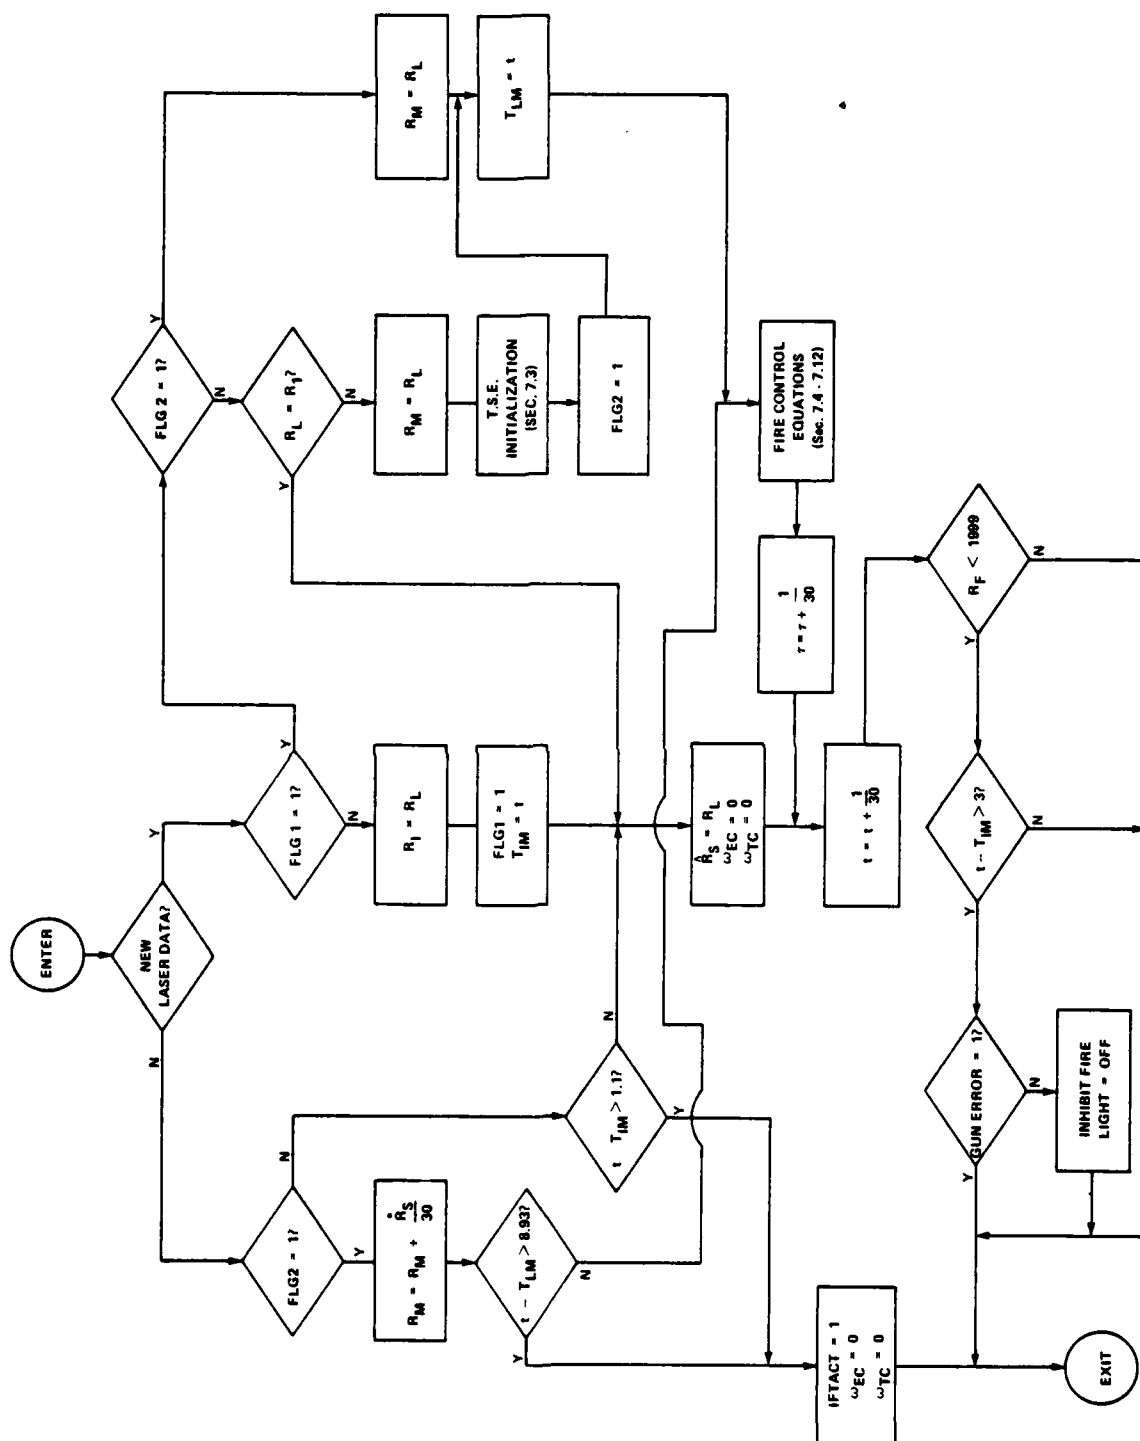 ENTER
NEW
LASER DATA?
N
Y
FLG2 = 1?
N
Y
R_M = R_M + Ṙ_S/30
t - T_LM > 8.93?
Y
N
t T_IM > 1.1?
N
Y
IFTACT = 1
ω_EC = 0
ω_TC = 0
FLG 1 = 1?
Y
N
R_I = R_L
FLG1 = 1
T_IM = t
R̂_S = R_L
ω_EC = 0
ω_TC = 0
FLG 2 = 1?
Y
N
R_L = R_1?
Y
N
R_M = R_L
T.S.E.
INITIALIZATION
(SEC. 7.3)
FLG2 = 1
R_M = R_L
T_LM = t
FIRE CONTROL
EQUATIONS
(Sec. 7.4 - 7.12)
τ = τ + 1/30
t = t + 1/30
R_F < 1999
Y
N
t - T_IM > 3?
Y
N
GUN ERROR = 1?
Y
N
INHIBIT FIRE
LIGHT = OFF
EXIT